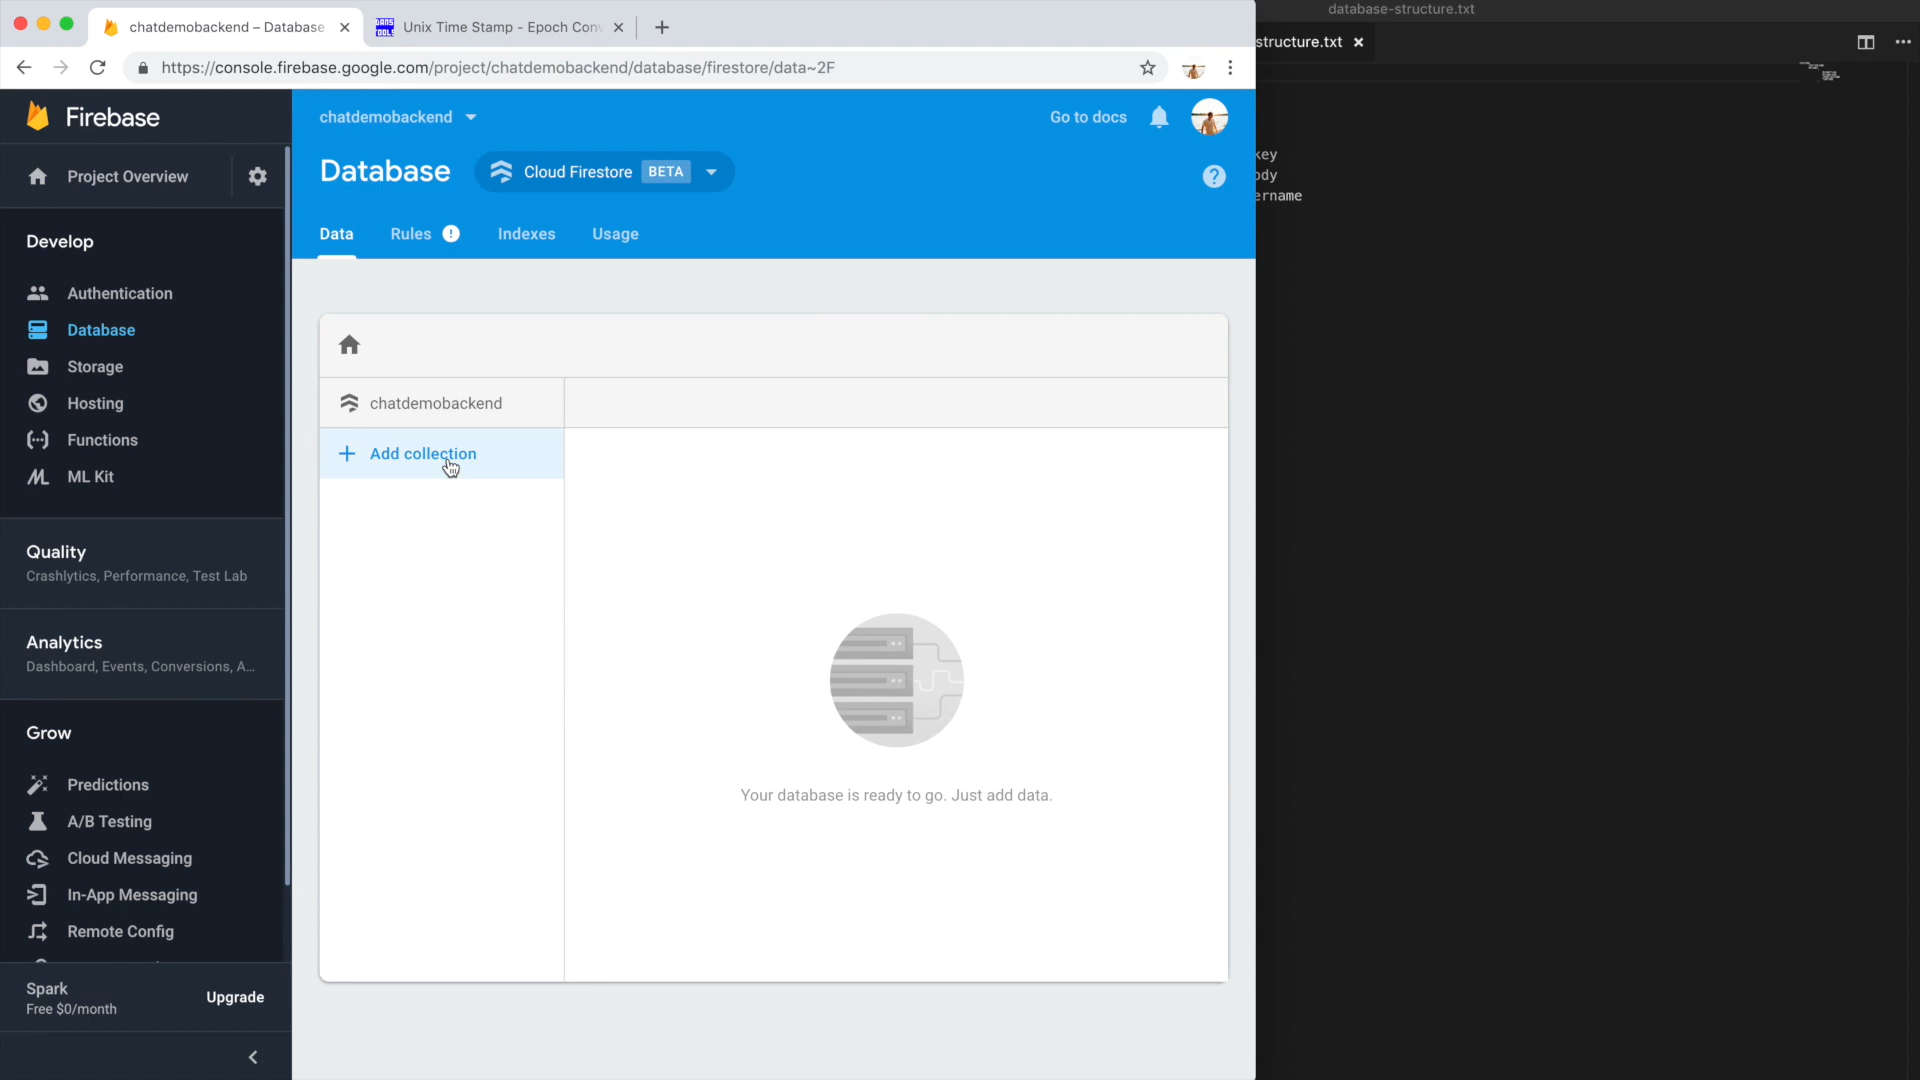 chatdemobackend – Database
Unix Time Stamp - Epoch Con
database-structure.txt
structure.txt
https://console.firebase.google.com/project/chatdemobackend/database/firestore/data~2F
Firebase
chatdemobackend
Go to docs
Project Overview
Database
Cloud Firestore BETA
Data
Rules
Indexes
Usage
key
ody
ername
Develop
Authentication
Database
Storage
Hosting
Functions
ML Kit
chatdemobackend
Add collection
Quality
Crashlytics, Performance, Test Lab
Analytics
Dashboard, Events, Conversions, A...
Your database is ready to go. Just add data.
Grow
Predictions
A/B Testing
Cloud Messaging
In-App Messaging
Remote Config
Spark
Free $0/month
Upgrade